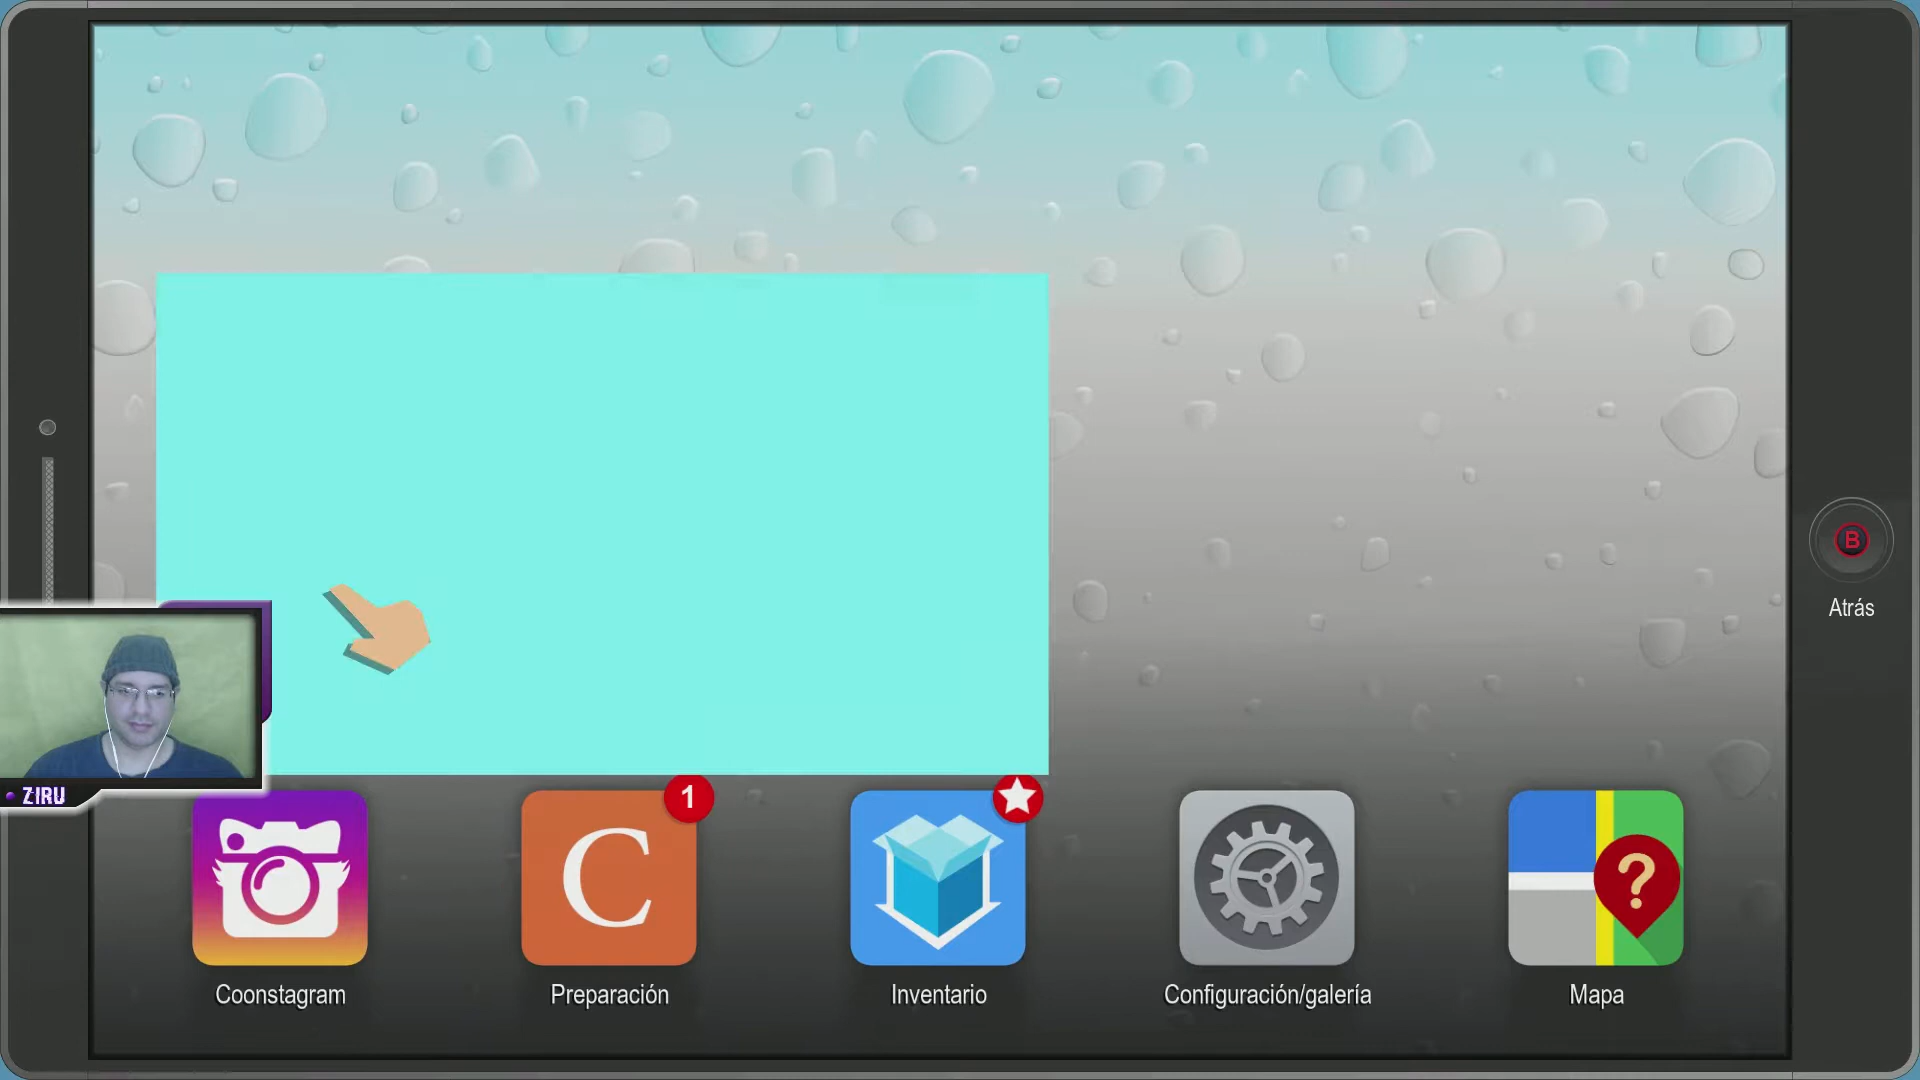 B
Atrás
ZIRU
1
C
?
Coonstagram
Preparación
Inventario
Configuración/galería
Mapa